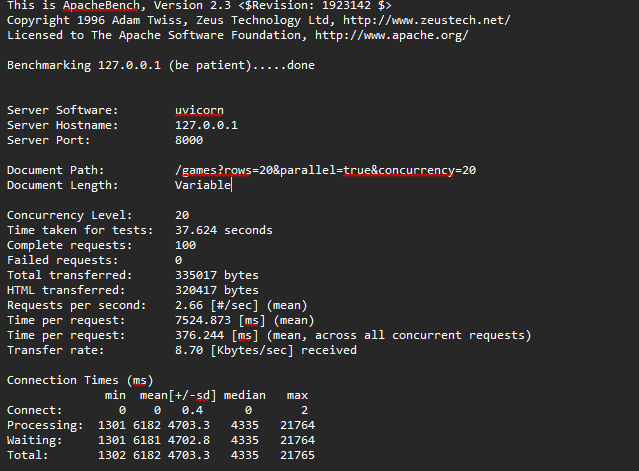 This is ApacheBench, Version 2.3 <$Revision: 1923142 $>
Copyright 1996 Adam Twiss, Zeus Technology Ltd, http://www.zeustech.net/
Licensed to The Apache Software Foundation, http://www.apache.org/

Benchmarking 127.0.0.1 (be patient).....done

Server Software:        uvicorn
Server Hostname:        127.0.0.1
Server Port:            8000

Document Path:          /games?rows=20&parallel=true&concurrency=20
Document Length:        Variable

Concurrency Level:      20
Time taken for tests:   37.624 seconds
Complete requests:      100
Failed requests:        0
Total transferred:      335017 bytes
HTML transferred:       320417 bytes
Requests per second:    2.66 [#/sec] (mean)
Time per request:       7524.873 [ms] (mean)
Time per request:       376.244 [ms] (mean, across all concurrent requests)
Transfer rate:          8.70 [Kbytes/sec] received

Connection Times (ms)
              min  mean[+/-sd] median   max
Connect:        0    0   0.4      0       2
Processing:  1301 6182 4703.3   4335   21764
Waiting:     1301 6181 4702.8   4335   21764
Total:       1302 6182 4703.3   4335   21765